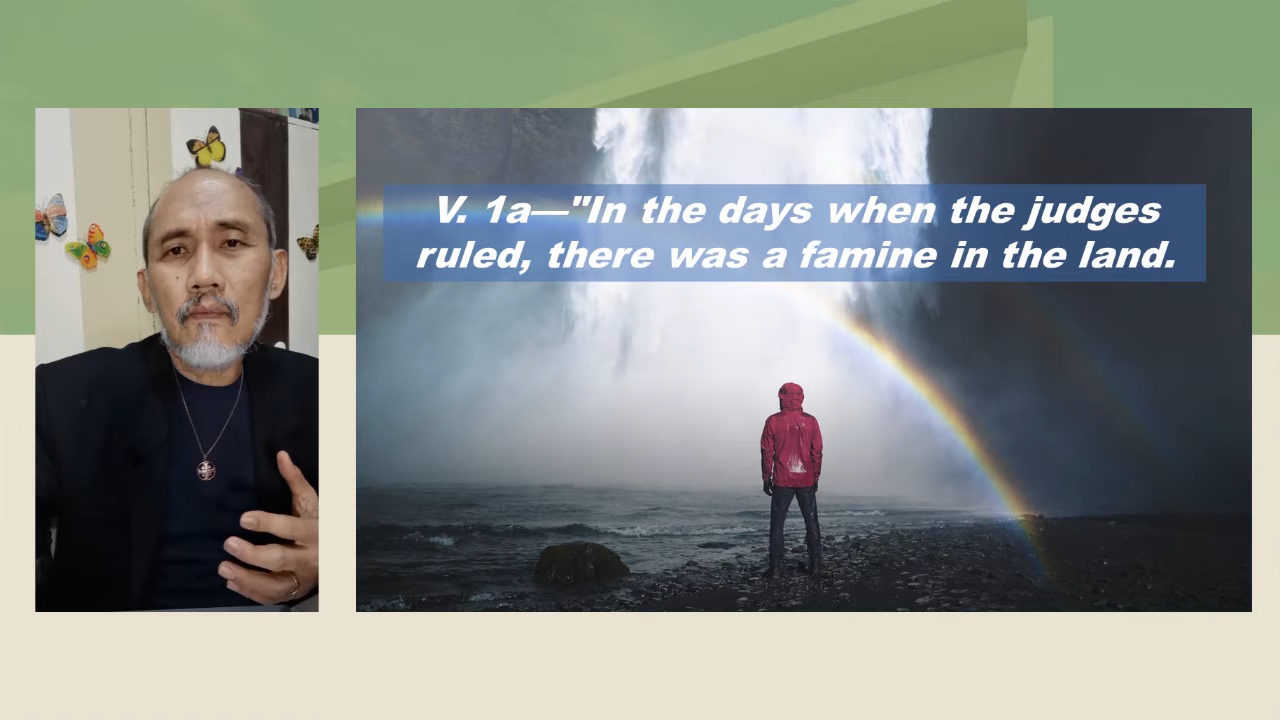 V. 1a—"In the days when the judges
ruled, there was a famine in the land.